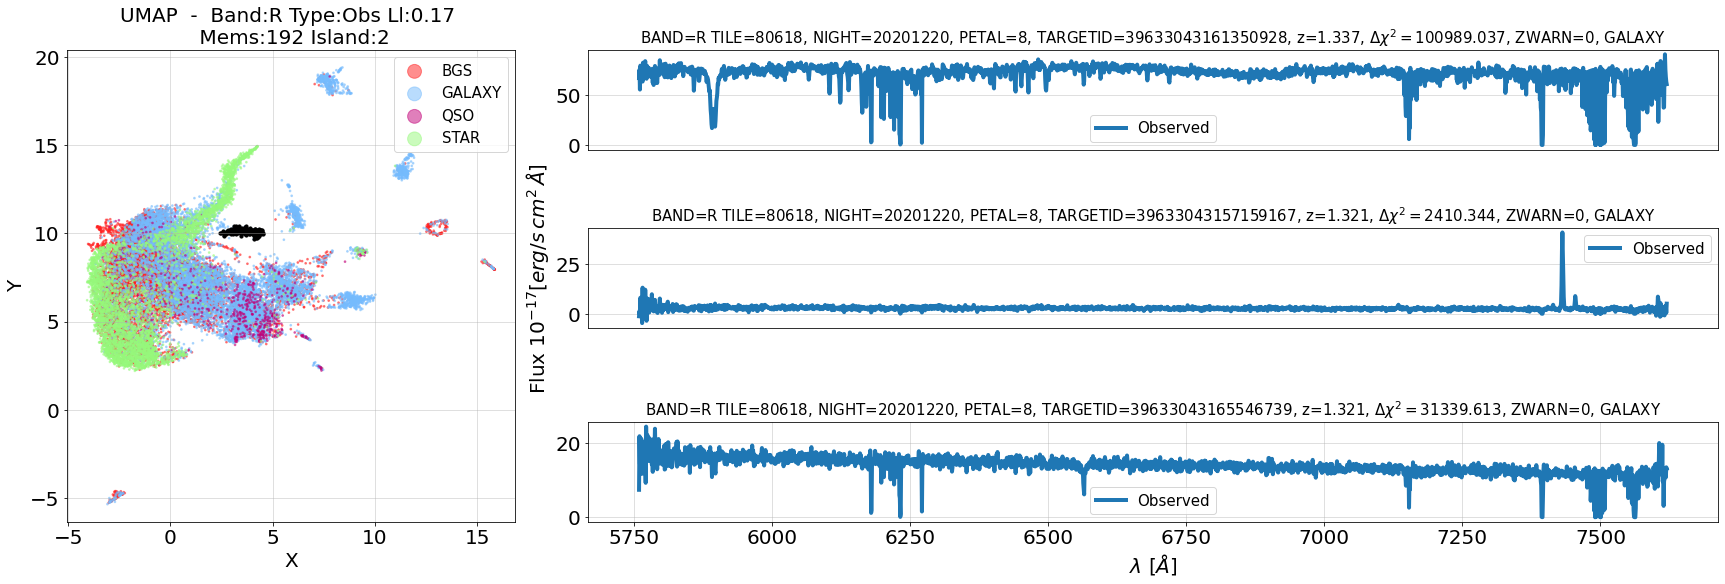 UMAP - Band:R Type:Obs Ll:0.17
Mems:192 Island:2
20
15
10
5
0
−5
Y
−5
0
5
10
15
X
BGS
GALAXY
QSO
STAR
BAND=R TILE=80618, NIGHT=20201220, PETAL=8, TARGETID=39633043161350928, z=1.337, Δχ² = 100989.037, ZWARN=0, GALAXY
50
0
Observed
BAND=R TILE=80618, NIGHT=20201220, PETAL=8, TARGETID=39633043157159167, z=1.321, Δχ² = 2410.344, ZWARN=0, GALAXY
25
0
Observed
Flux 10⁻¹⁷[erg/s cm² Å]
BAND=R TILE=80618, NIGHT=20201220, PETAL=8, TARGETID=39633043165546739, z=1.321, Δχ² = 31339.613, ZWARN=0, GALAXY
20
0
Observed
5750
6000
6250
6500
6750
7000
7250
7500
λ [Å]